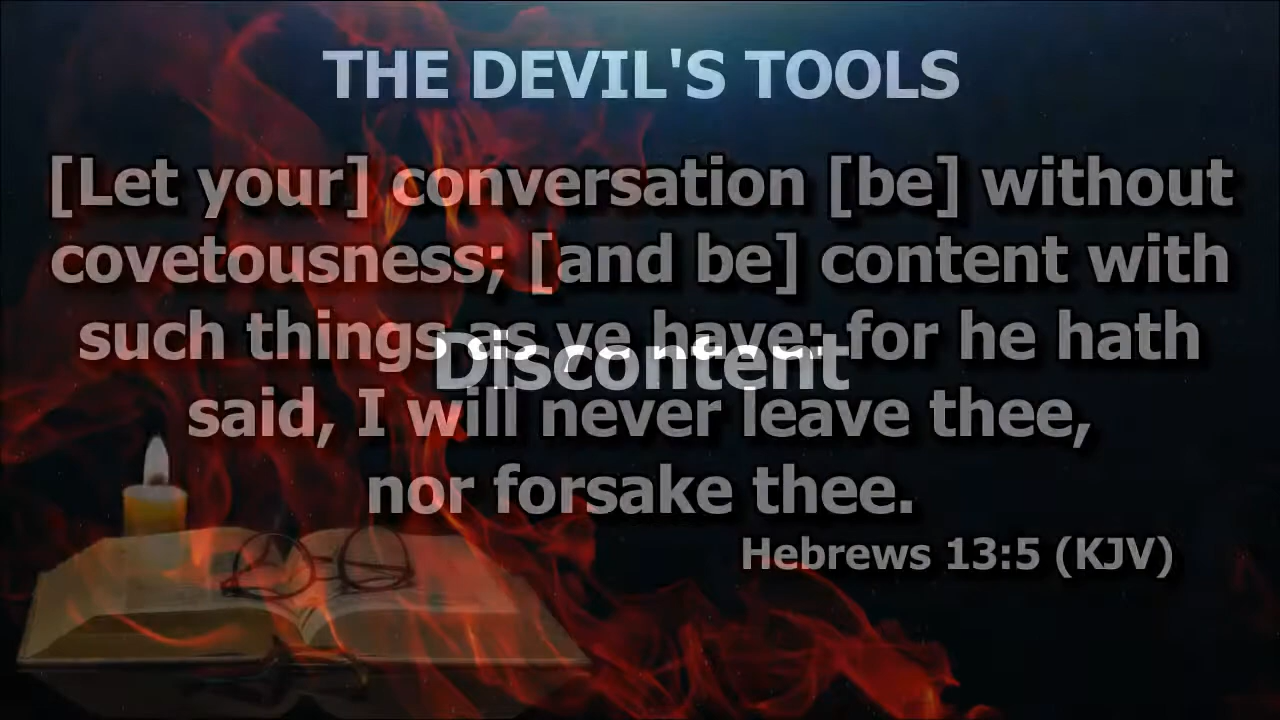 THE DEVIL'S TOOLS
[Let your] conversation [be] without
covetousness; [and be] content with
such things as ye have: for he hath
Discontent
said, I will never leave thee,
nor forsake thee.
Hebrews 13:5 (KJV)